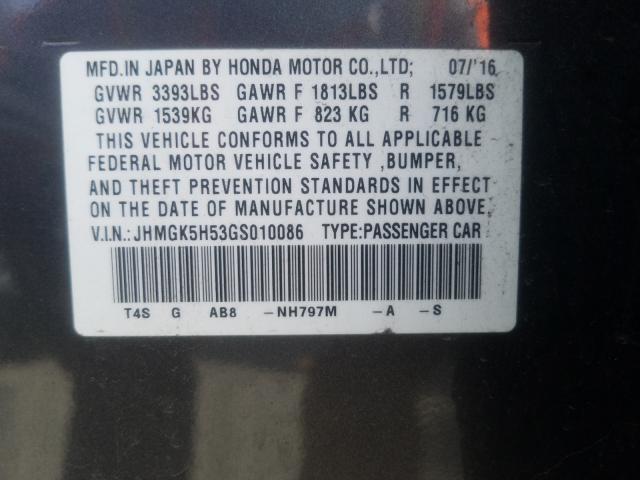 MFD.IN JAPAN BY HONDA MOTOR CO.,LTD; 07/'16
GVWR 3393LBS GAWR F 1813LBS R 1579LBS
GVWR 1539KG GAWR F 823 KG R 716 KG
THIS VEHICLE CONFORMS TO ALL APPLICABLE
FEDERAL MOTOR VEHICLE SAFETY ,BUMPER,
AND THEFT PREVENTION STANDARDS IN EFFECT
ON THE DATE OF MANUFACTURE SHOWN ABOVE,
V.I.N.:JHMGK5H53GS010086 TYPE:PASSENGER CAR
T4S G AB8 -NH797M -A -S